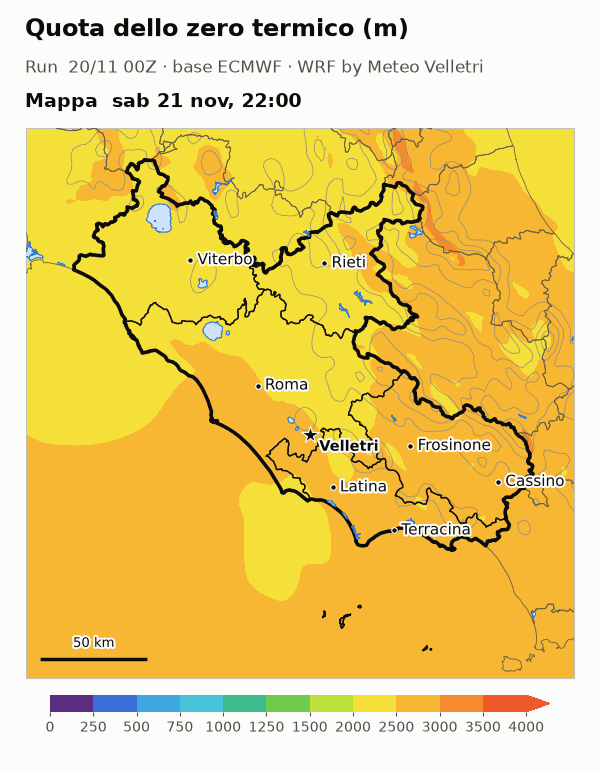 Quota dello zero termico (m)
Run 20/11 00Z · base ECMWF · WRF by Meteo Velletri
Mappa sab 21 nov, 22:00
Viterbo
Rieti
Roma
Velletri
Frosinone
Cassino
Latina
Terracina
50 km
0 250 500 750 1000 1250 1500 2000 2500 3000 3500 4000